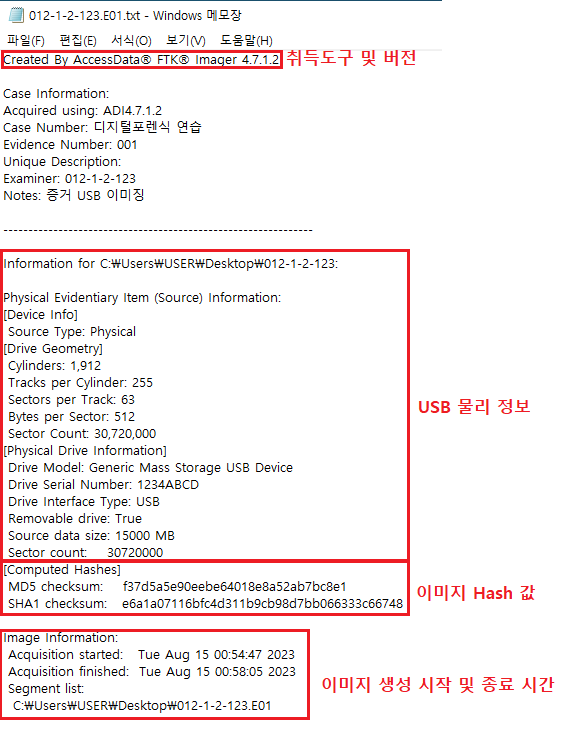 012-1-2-123.E01.txt - Windows 메모장
파일(F) 편집(E) 서식(O) 보기(V) 도움말(H)
Created By AccessData® FTK® Imager 4.7.1.2 취득도구 및 버전
Case Information:
Acquired using: ADI4.7.1.2
Case Number: 디지털포렌식 연습
Evidence Number: 001
Unique Description:
Examiner: 012-1-2-123
Notes: 증거 USB 이미징
--------------------------------------------------------------
Information for C:₩Users₩USER₩Desktop₩012-1-2-123:
Physical Evidentiary Item (Source) Information:
[Device Info]
Source Type: Physical
[Drive Geometry]
Cylinders: 1,912
Tracks per Cylinder: 255
Sectors per Track: 63
USB 물리 정보
Bytes per Sector: 512
Sector Count: 30,720,000
[Physical Drive Information]
Drive Model: Generic Mass Storage USB Device
Drive Serial Number: 1234ABCD
Drive Interface Type: USB
Removable drive: True
Source data size: 15000 MB
Sector count: 30720000
[Computed Hashes]
MD5 checksum: f37d5a5e90eebe64018e8a52ab7bc8e1
이미지 Hash 값
SHA1 checksum: e6a1a07116bfc4d311b9cb98d7bb066333c66748
Image Information:
Acquisition started: Tue Aug 15 00:54:47 2023
Acquisition finished: Tue Aug 15 00:58:05 2023
이미지 생성 시작 및 종료 시간
Segment list:
C:₩Users₩USER₩Desktop₩012-1-2-123.E01